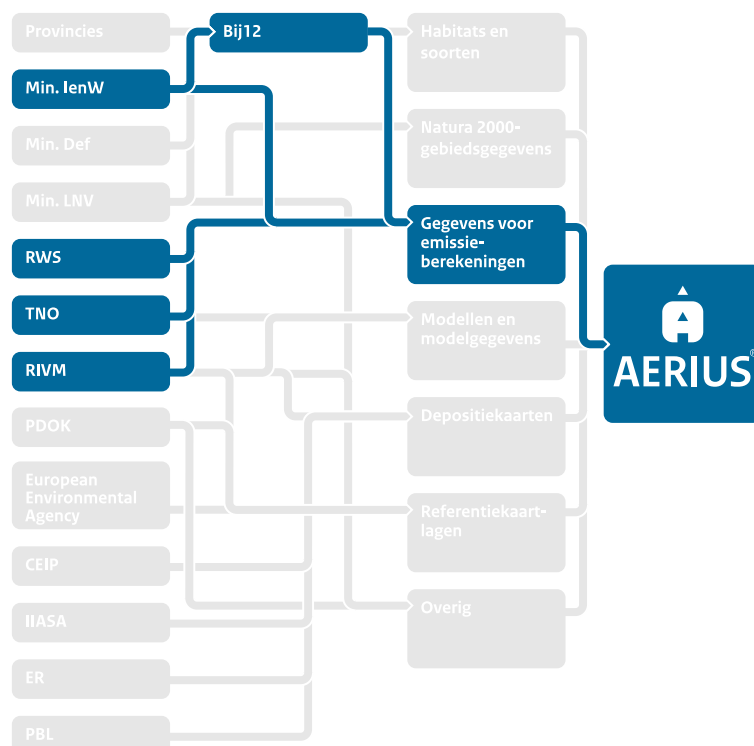 Provincies
Min. IenW
Min. Def
Min. LNV
RWS
TNO
RIVM
PDOK
European
Environmental
Agency
CEIP
IIASA
ER
PBL
Bij12
Habitats en
soorten
Natura 2000-
gebiedsgegevens
Gegevens voor
emissie-
berekeningen
Modellen en
modelgegevens
Depositiekaarten
Referentiekaart-
lagen
Overig
AERIUS®